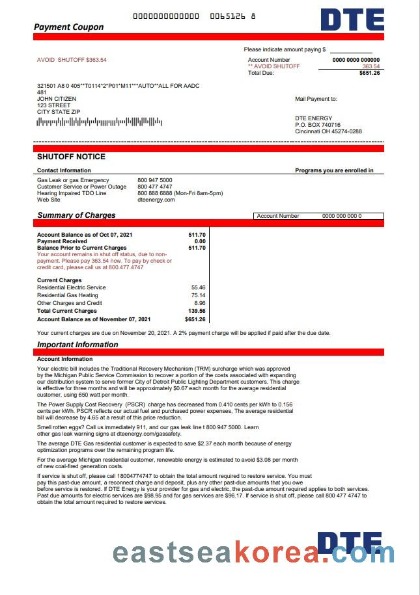 0000000000000 0065126 8
DTE
Payment Coupon
Please indicate amount paying $
AVOID SHUTOFF $363.54
Account Number 0000 0000 000000
** AVOID SHUTOFF 363.54
Total Due: $651.26
321501 A8 0 405**T0114*2*P01*M11***AUTO**ALL FOR AADC
481
JOHN CITIZEN
123 STREET
CITY STATE ZIP
Mail Payment to:
DTE ENERGY
P.O. BOX 740716
Cincinnati OH 45274-0288
SHUTOFF NOTICE
Contact Information Programs you are enrolled in
Gas Leak or gas Emergency 800 947 5000
Customer Service or Power Outage 800 477 4747
Hearing Impaired TDO Line 800 888 6888 (Mon-Fri 8am-5pm)
Web Site dteenergy.com
Summary of Charges
Account Number 0000 000 000 0
Account Balance as of Oct 07, 2021 511.70
Payment Received 0.00
Balance Prior to Current Charges 511.70
Your account remains in shut off status, due to non-
payment. Please pay 363.54 now. To pay by check or
credit card, please call us at 800 477 4747
Current Charges
Residential Electric Service 55.46
Residential Gas Heating 75.14
Other Charges and Credit 8.96
Total Current Charges 139.56
Account Balance as of November 07, 2021 $651.26
Your current charges are due on November 20, 2021. A 2% payment charge will be applied if paid after the due date.
Important Information
Account Information
Your electric bill includes the Traditional Recovery Mechanism (TRM) surcharge which was approved
by the Michigan Public Service Commission to recover a portion of the costs associated with expanding
our distribution system to serve former City of Detroit Public Lighting Department customers. This charge
is effective for three months and will be approximately $0.67 each month for the average residential
customer, using 650 watt per month.
The Power Supply Cost Recovery (PSCR) charge has decreased from 0.410 cents per kWh to 0.156
cents per kWh. PSCR reflects our actual fuel and purchased power expenses. The average residential
bill will decrease by 4.65 as a result of this price reduction.
Smell rotten eggs? Call us immediately 911, and our gas leak line t 800 947 5000. Learn
other gas leak warning signs at dteenergy.com/gassafety.
The average DTE Gas residential customer is expected to save $2.37 each month because of energy
optimization programs over the remaining program life.
For the average Michigan residential customer, renewable energy is estimated to avoid $3.08 per month
of new coal-fired generation costs.
If service is shut off, please call 18004774747 to obtain the total amount required to restore service. You must
pay this past-due amount, a reconnect charge and deposit, plus any other past-due amounts that you owe
before service is restored. If DTE Energy is your provider for gas and electric, the past-due amount required applies to both services.
Past due amounts for electric services are $98.95 and for gas services are $96.17. If service is shut off, please call 800 477 4747 to
obtain the total amount required to restore services.
DTE
eastseakorea.com